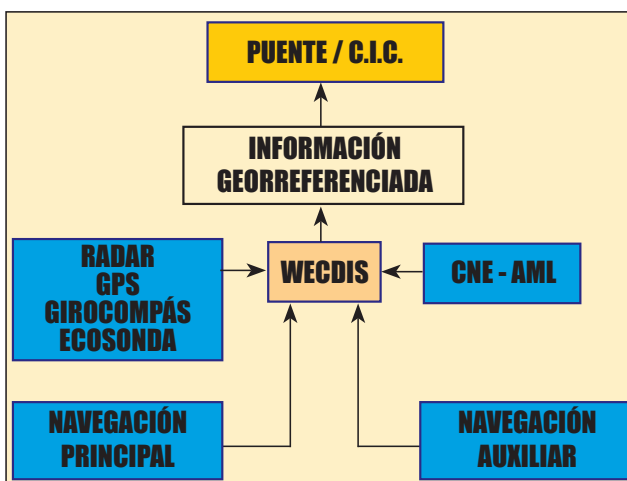 PUENTE / C.I.C.
INFORMACIÓN
GEORREFERENCIADA
RADAR
GPS
GIROCOMPÁS
ECOSONDA
WECDIS
CNE - AML
NAVEGACIÓN
PRINCIPAL
NAVEGACIÓN
AUXILIAR